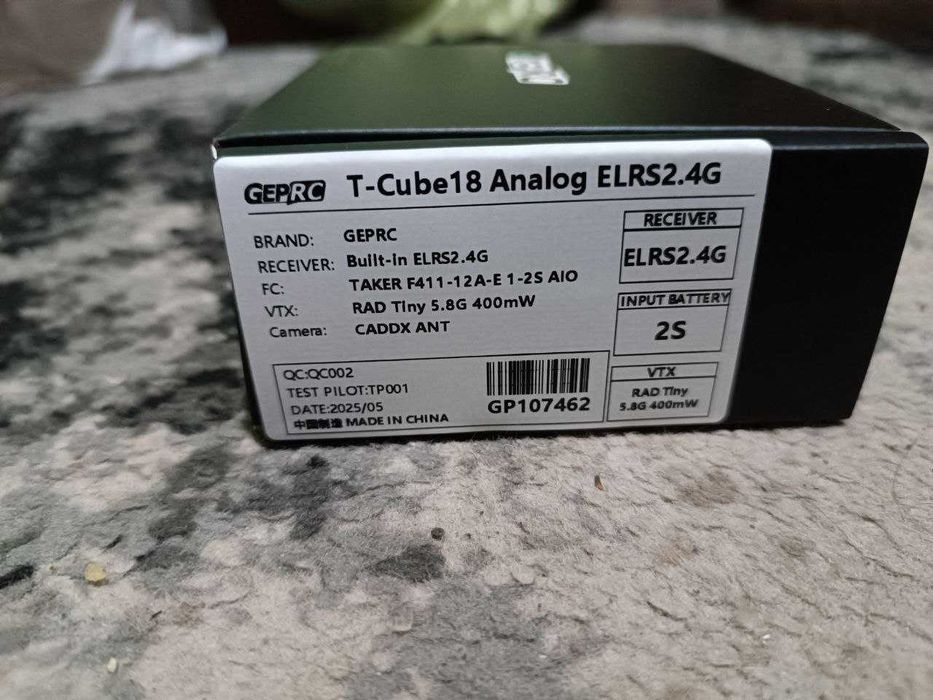 GEPRC T-Cube18 Analog ELRS2.4G
BRAND: GEPRC
RECEIVER: Built-in ELRS2.4G
FC: TAKER F411-12A-E 1-2S AIO
VTX: RAD Tiny 5.8G 400mW
Camera: CADDX ANT
RECEIVER
ELRS2.4G
INPUT BATTERY
2S
VTX
RAD Tiny
5.8G 400mW
QC:QC002
TEST PILOT:TP001
DATE:2025/05
中国制造 MADE IN CHINA
GP107462